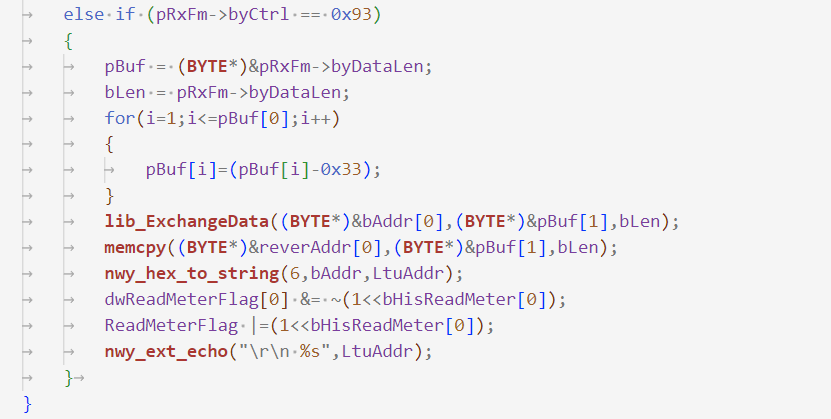 else if (pRxFm->byCtrl == 0x93)
{
pBuf = (BYTE*)&pRxFm->byDataLen;
bLen = pRxFm->byDataLen;
for(i=1;i<=pBuf[0];i++)
{
pBuf[i]=(pBuf[i]-0x33);
}
lib_ExchangeData((BYTE*)&bAddr[0],(BYTE*)&pBuf[1],bLen);
memcpy((BYTE*)&reverAddr[0],(BYTE*)&pBuf[1],bLen);
nwy_hex_to_string(6,bAddr,LtuAddr);
dwReadMeterFlag[0] &= ~(1<<bHisReadMeter[0]);
ReadMeterFlag |=(1<<bHisReadMeter[0]);
nwy_ext_echo("\r\n %s",LtuAddr);
}
}